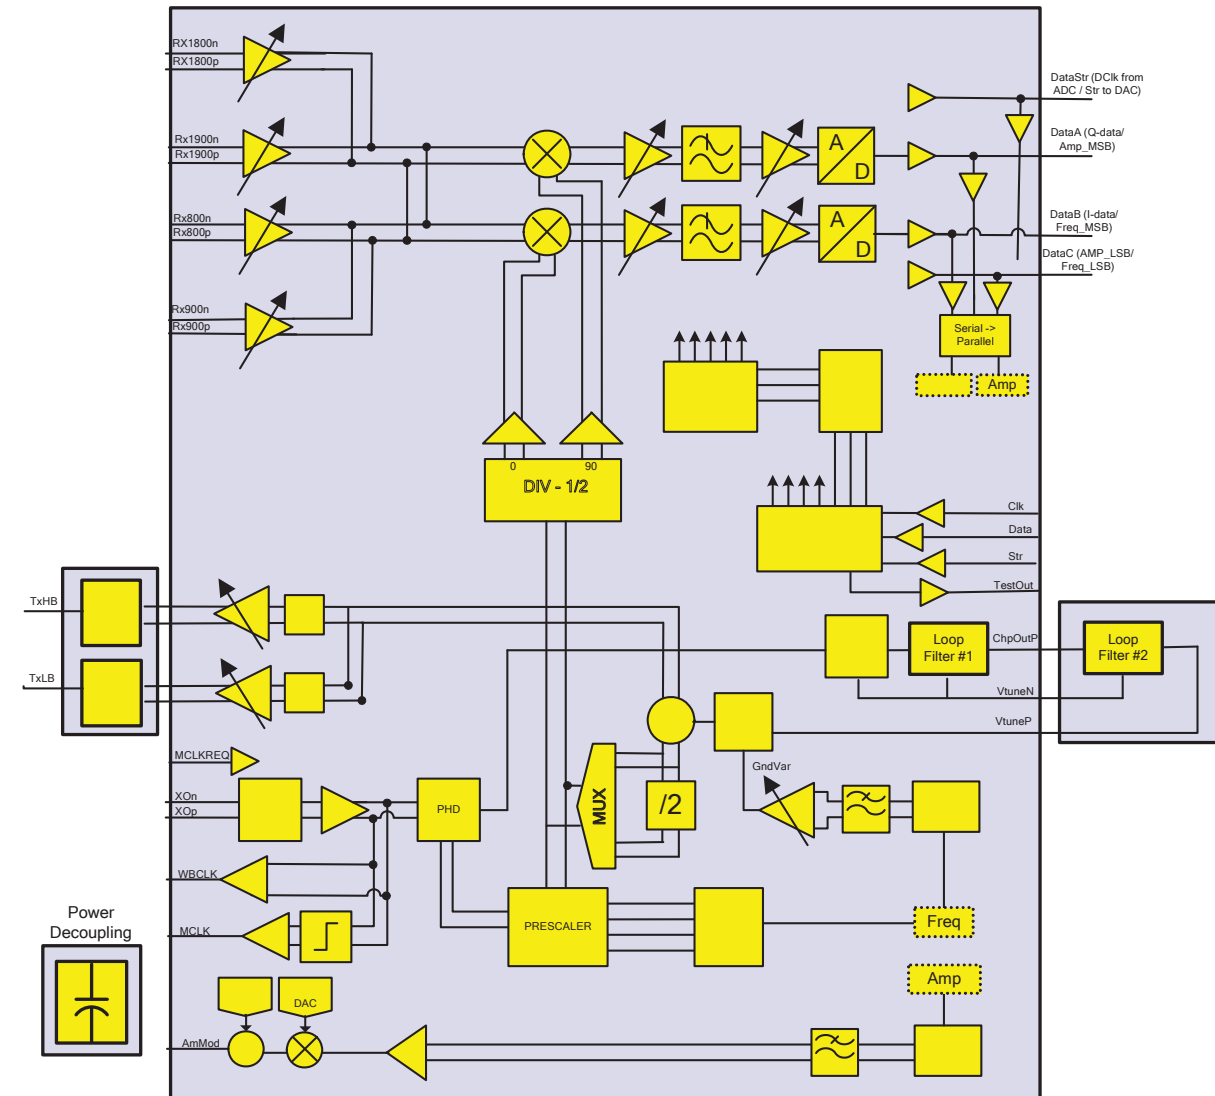 RX1800n
RX1800p
Rx1900n
Rx1900p
Rx800n
Rx800p
Rx900n
Rx900p
A
D
A
D
DataStr (DClk from
ADC / Str to DAC)
DataA (Q-data/
Amp_MSB)
DataB (I-data/
Freq_MSB)
DataC (AMP_LSB/
Freq_LSB)
Serial ->
Parallel
Amp
0
90
DIV - 1/2
Clk
Data
Str
TestOut
TxHB
TxLB
Loop
Filter #1
ChpOutP
Loop
Filter #2
VtuneN
VtuneP
MCLKREQ
GndVar
XOn
XOp
PHD
MUX
/2
WBCLK
MCLK
PRESCALER
Freq
Power
Decoupling
Amp
DAC
AmMod